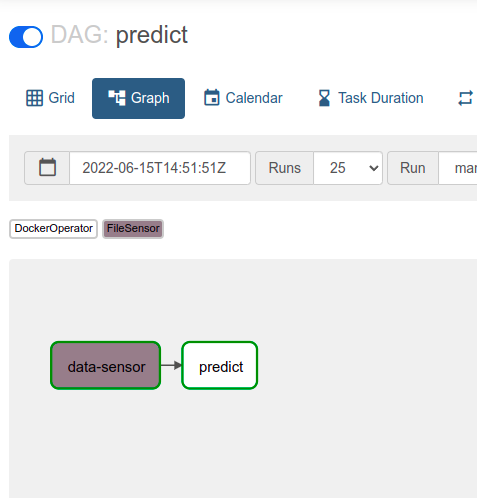 DAG: predict
Grid Graph Calendar Task Duration
2022-06-15T14:51:51Z Runs 25 Run
DockerOperator FileSensor
data-sensor predict